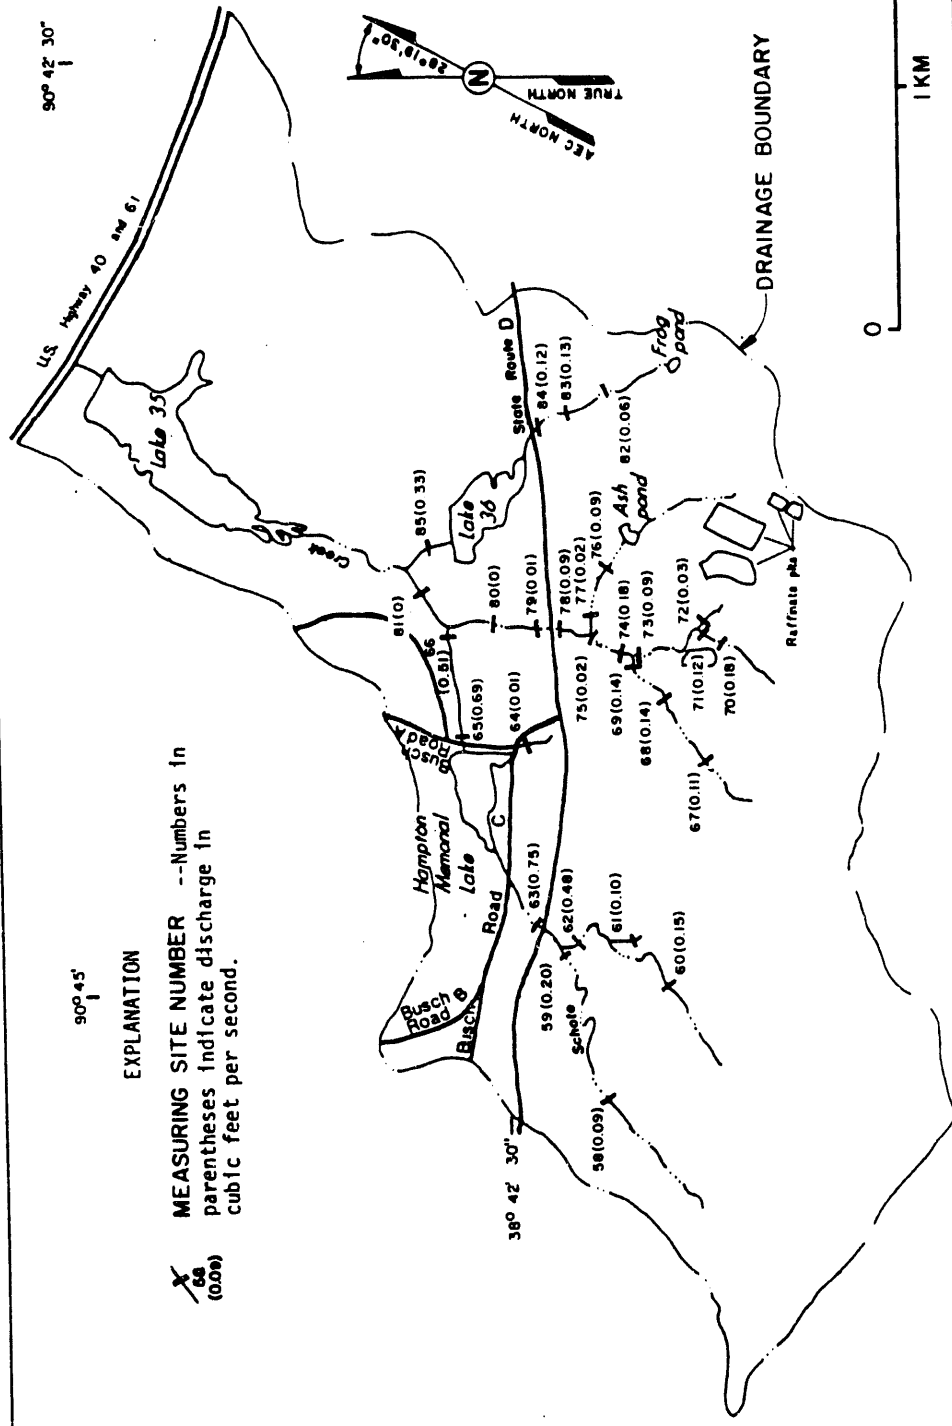 90° 45'
90° 42' 30"
EXPLANATION
MEASURING SITE NUMBER --Numbers in
parentheses indicate discharge in
cubic feet per second.
(0.09)
U.S. Highway 40 and 61
28°18'30"
N
TRUE NORTH
AEC NORTH
Lake 35
Creek
81(0)
85(0.33)
66
(0.51)
80(0)
Lake
36
65(0.69)
64(0.01)
79(0.01)
78(0.09)
77(0.02)
76(0.09)
State Route D
84(0.12)
83(0.13)
82(0.06)
Frog
pond
Ash
pond
Busch
Road A
Hampton
Memorial
Lake
Busch
Road B
Busch
Road
C
63(0.75)
62(0.48)
61(0.10)
60(0.15)
59(0.20)
Schote
58(0.09)
38° 42' 30"
75(0.02)
74(0.18)
73(0.09)
72(0.03)
69(0.14)
68(0.14)
71(0.12)
70(0.18)
67(0.11)
Raffinate pits
DRAINAGE BOUNDARY
0
1 KM